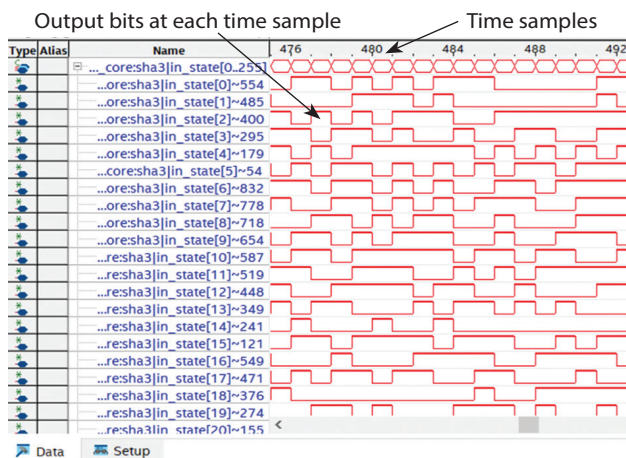 Output bits at each time sample Time samples
Type Alias Name 476 480 484 488 492
..._core:sha3|in_state[0..255]
...ore:sha3|in_state[0]~554
...ore:sha3|in_state[1]~485
...ore:sha3|in_state[2]~400
...ore:sha3|in_state[3]~295
...ore:sha3|in_state[4]~179
...core:sha3|in_state[5]~54
...ore:sha3|in_state[6]~832
...ore:sha3|in_state[7]~778
...ore:sha3|in_state[8]~718
...ore:sha3|in_state[9]~654
...re:sha3|in_state[10]~587
...re:sha3|in_state[11]~519
...re:sha3|in_state[12]~448
...re:sha3|in_state[13]~349
...re:sha3|in_state[14]~241
...re:sha3|in_state[15]~121
...re:sha3|in_state[16]~549
...re:sha3|in_state[17]~471
...re:sha3|in_state[18]~376
...re:sha3|in_state[19]~274
...re:sha3|in_state[20]~155
Data Setup